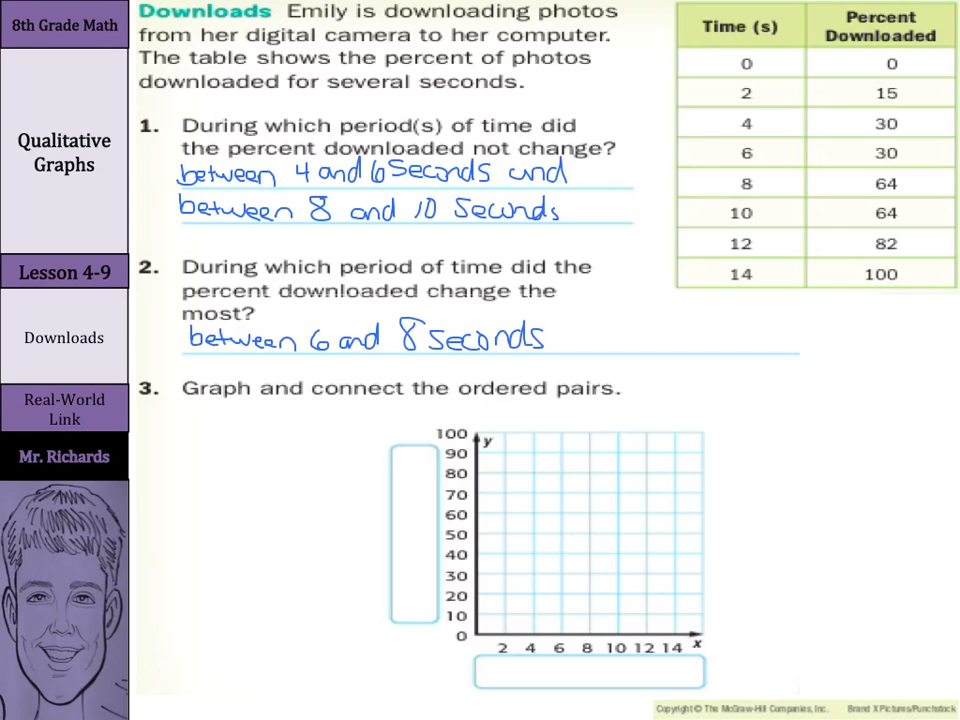 8th Grade Math
Qualitative
Graphs
Lesson 4-9
Downloads
Real-World
Link
Mr. Richards
Downloads Emily is downloading photos
from her digital camera to her computer.
The table shows the percent of photos
downloaded for several seconds.
1. During which period(s) of time did
the percent downloaded not change?
between 4 and 6 seconds and
between 8 and 10 seconds
2. During which period of time did the
percent downloaded change the
most?
between 6 and 8 seconds
3. Graph and connect the ordered pairs.
Time (s) Percent Downloaded
0 0
2 15
4 30
6 30
8 64
10 64
12 82
14 100
100 y
90
80
70
60
50
40
30
20
10
0
2 4 6 8 10 12 14 x
Copyright © The McGraw-Hill Companies, Inc. Brand X Pictures/Punchstock